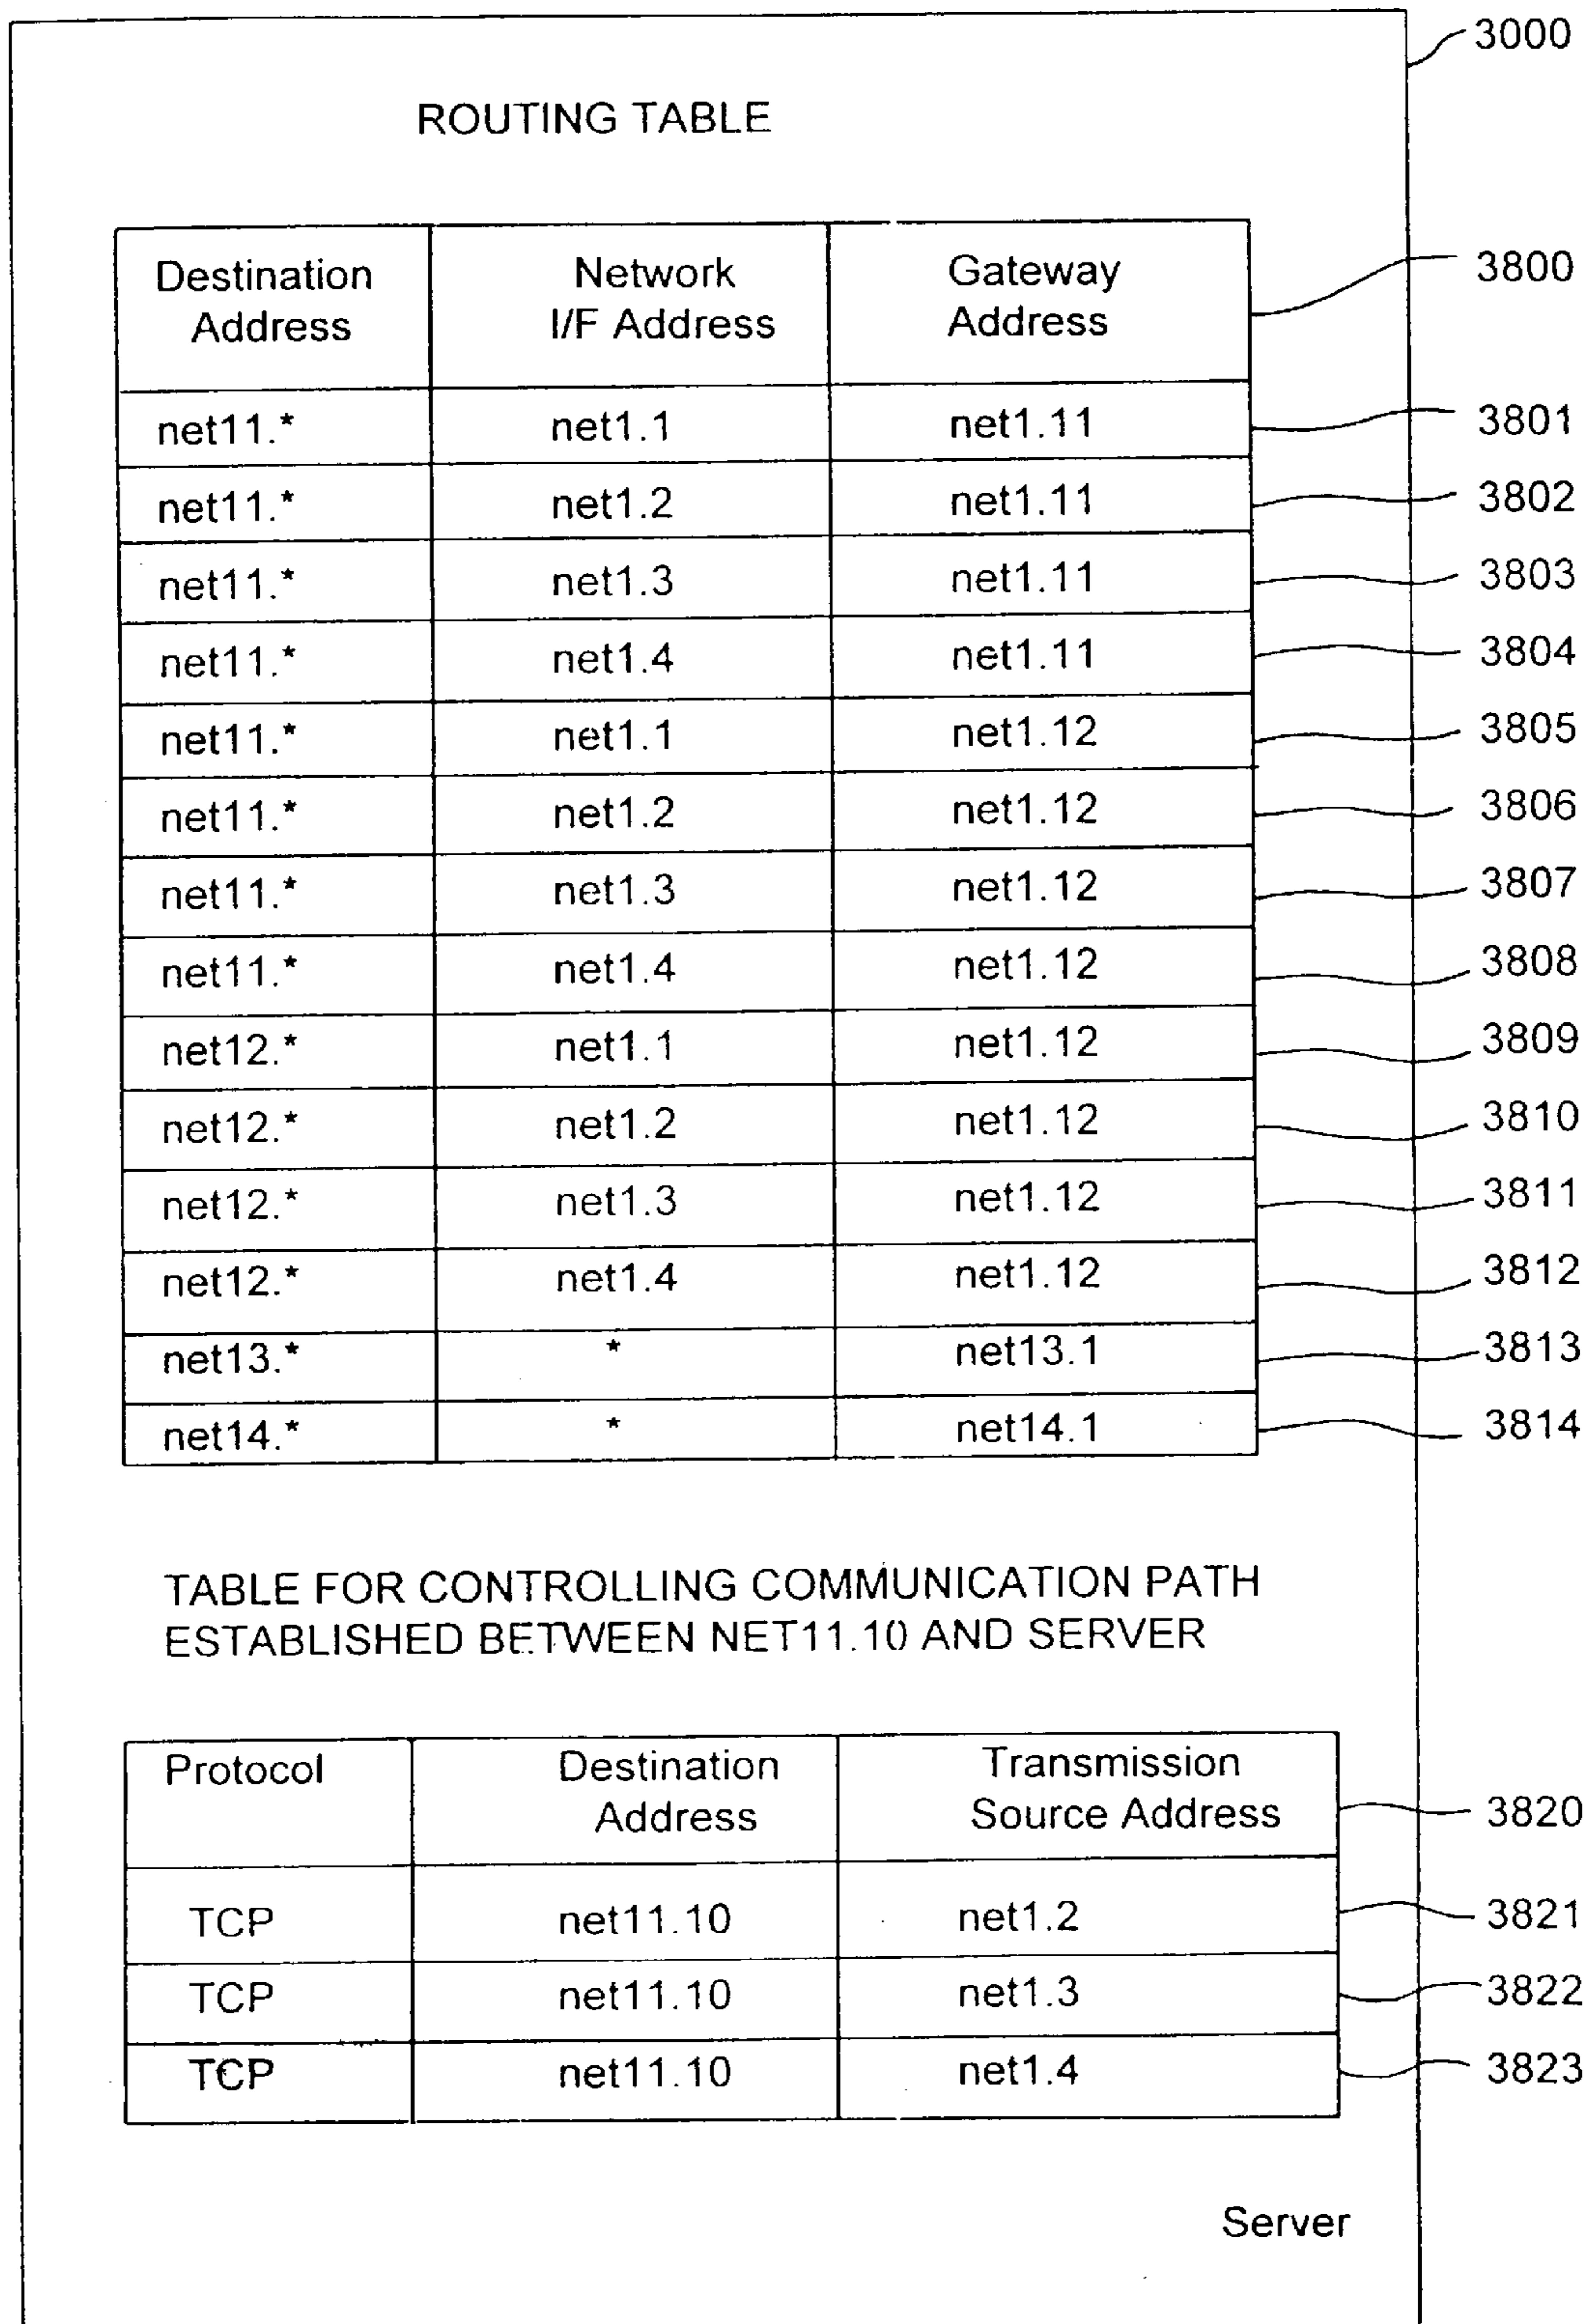 3000
ROUTING TABLE
Destination Address Network I/F Address Gateway Address 3800
net11.* net1.1 net1.11 3801
net11.* net1.2 net1.11 3802
net11.* net1.3 net1.11 3803
net11.* net1.4 net1.11 3804
net11.* net1.1 net1.12 3805
net11.* net1.2 net1.12 3806
net11.* net1.3 net1.12 3807
net11.* net1.4 net1.12 3808
net12.* net1.1 net1.12 3809
net12.* net1.2 net1.12 3810
net12.* net1.3 net1.12 3811
net12.* net1.4 net1.12 3812
net13.* * net13.1 3813
net14.* * net14.1 3814
TABLE FOR CONTROLLING COMMUNICATION PATH
ESTABLISHED BETWEEN NET11.10 AND SERVER
Protocol Destination Address Transmission Source Address 3820
TCP net11.10 net1.2 3821
TCP net11.10 net1.3 3822
TCP net11.10 net1.4 3823
Server